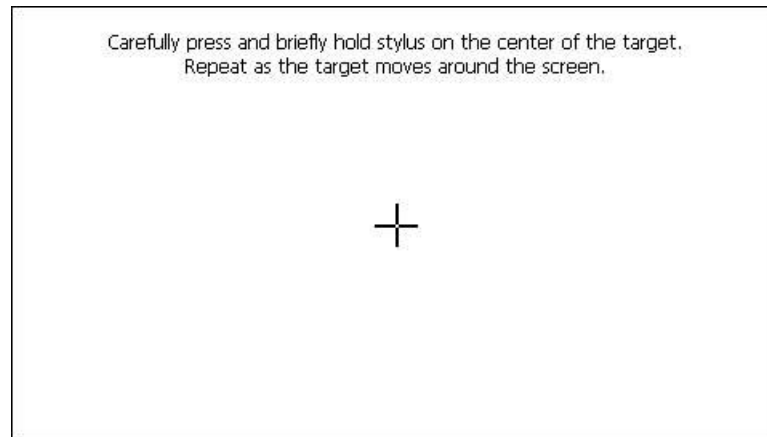 Carefully press and briefly hold stylus on the center of the target.
Repeat as the target moves around the screen.